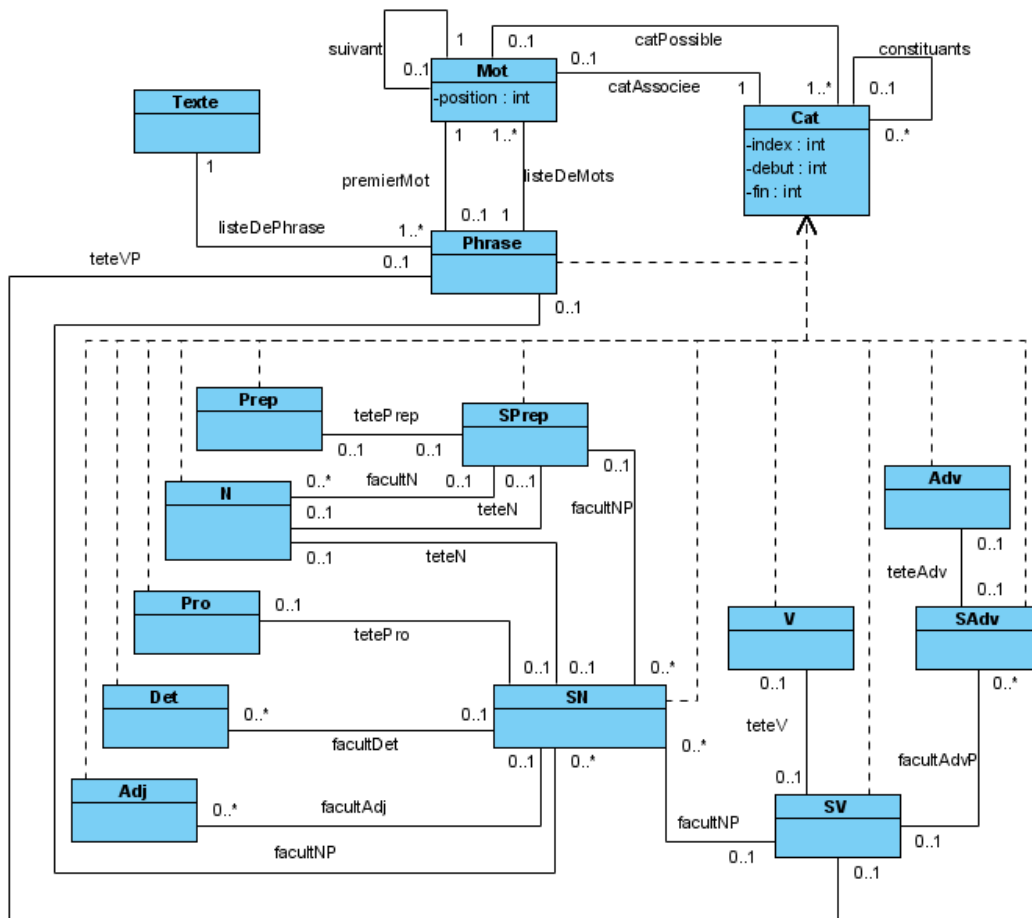 suivant
1
0..1
0..1
catPossible
0..1
constituants
Mot
-position : int
catAssociee
1
1..*
0..1
Texte
Cat
0..*
-index : int
-debut : int
-fin : int
1
1
1..*
premierMot
listeDeMots
listeDePhrase
1..*
0..1
1
Phrase
teteVP
0..1
0..1
Prep
tetePrep
SPrep
0..1
0..1
0..1
N
0..*
facultN
0..1
0...1
0..1
teteN
facultNP
Adv
0..1
teteN
0..1
teteAdv
Pro
0..1
0..1
tetePro
V
SAdv
0..1
0..1
0..*
Det
SN
0..1
0..*
0..*
0..1
teteV
facultDet
0..1
0..*
0..*
facultAdvP
Adj
0..*
facultAdj
0..1
SV
facultNP
facultNP
0..1
0..1
0..1